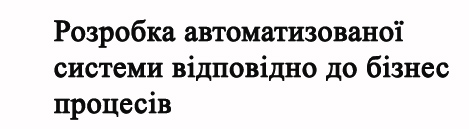 Розробка автоматизованої
системи відповідно до бізнес
процесів